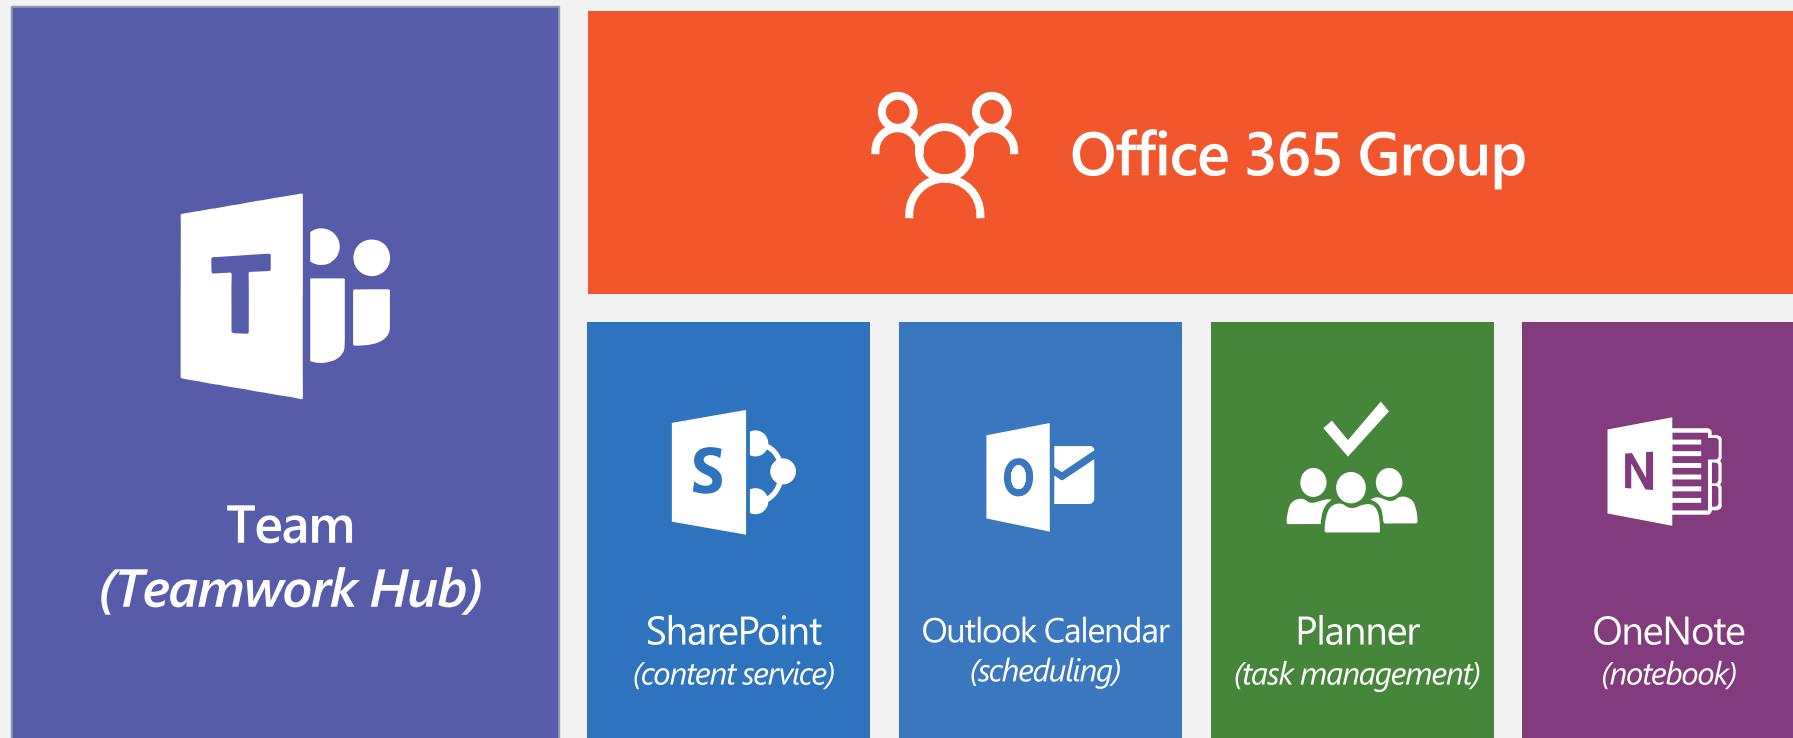 T
Team
(Teamwork Hub)
Office 365 Group
S
SharePoint
(content service)
O
Outlook Calendar
(scheduling)
Planner
(task management)
N
OneNote
(notebook)